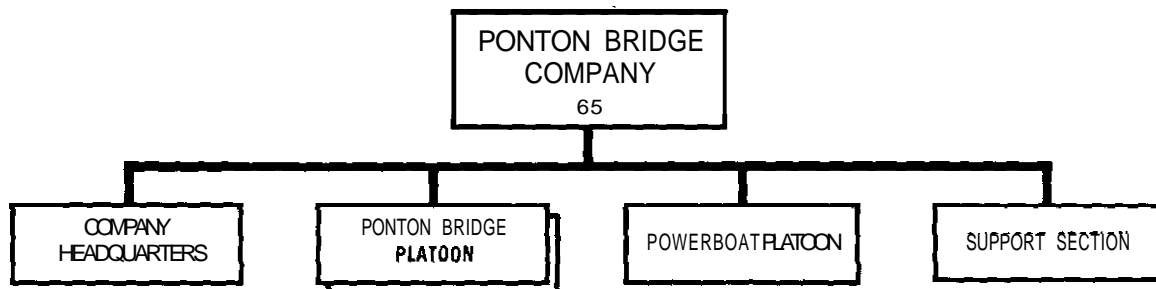 PONTON BRIDGE
COMPANY
65
COMPANY
HEADQUARTERS
PONTON BRIDGE
PLATOON
POWERBOAT PLATOON
SUPPORT SECTION